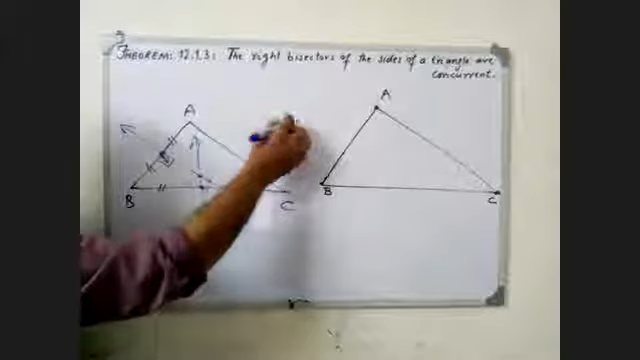 THEOREM: 12.1.3: The right bisectors of the sides of a triangle are
concurrent.
A
A
B
C
B
C